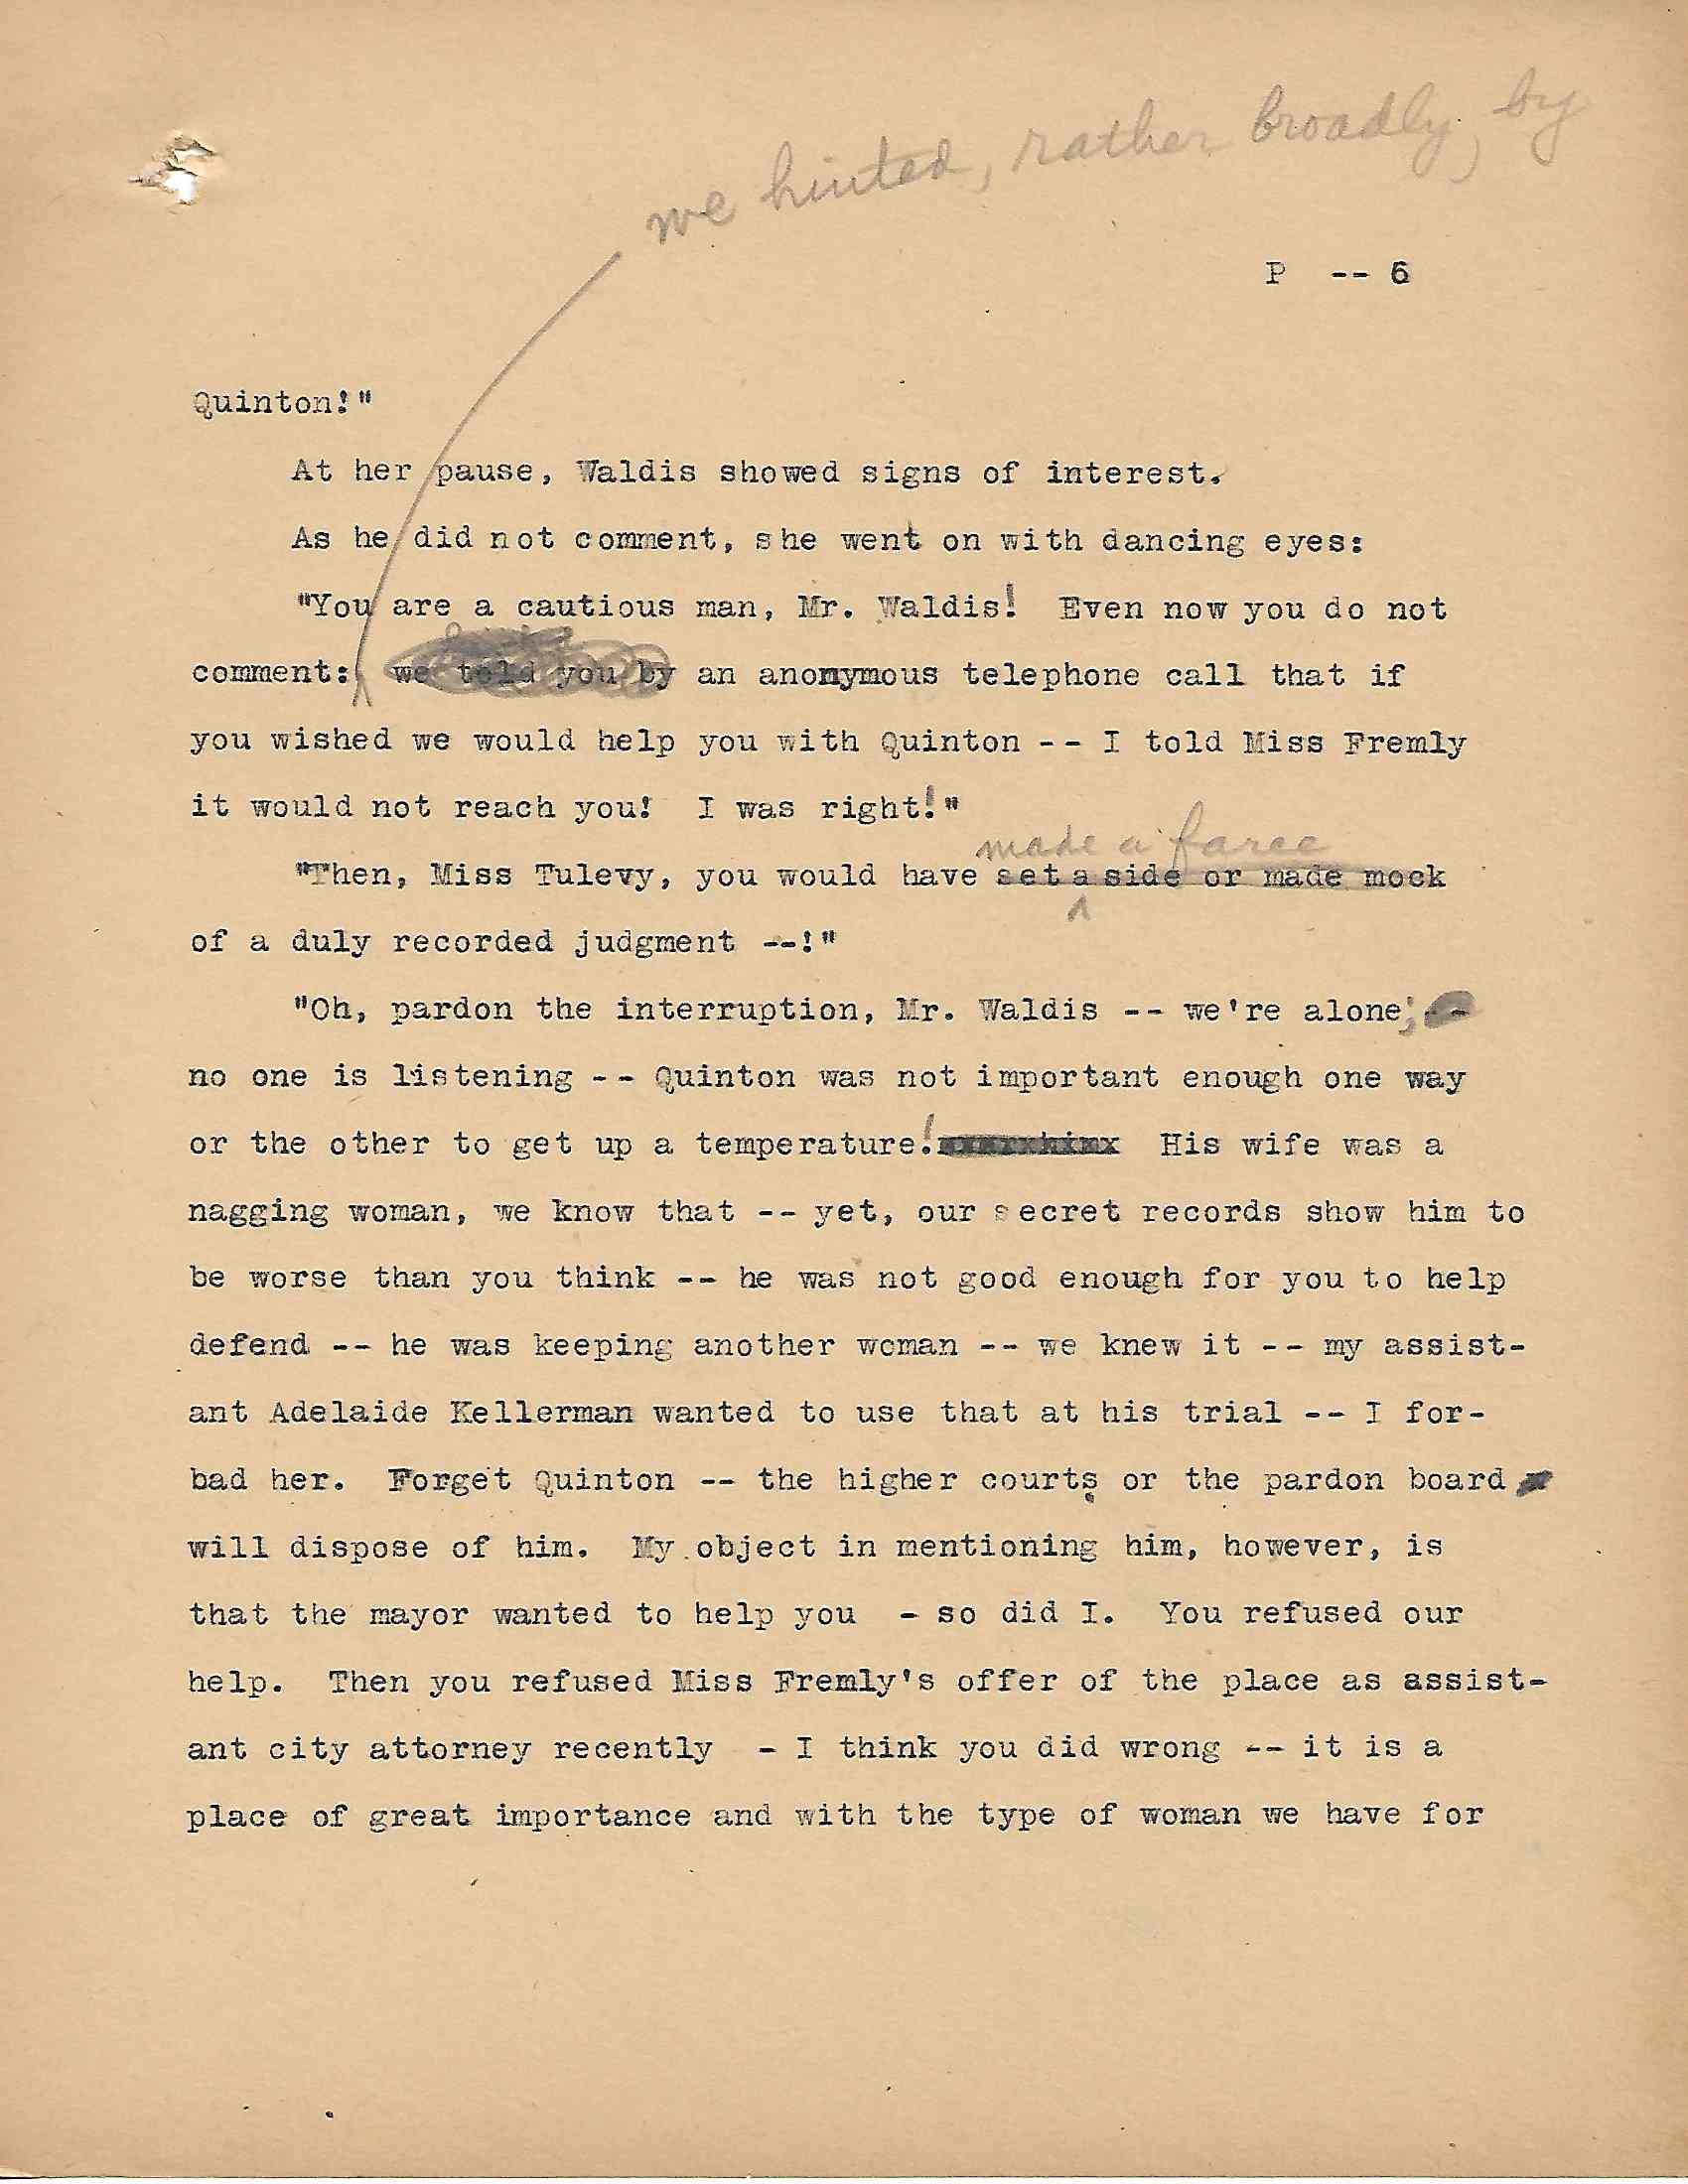 we hinted, rather broadly, by
P -- 6
Quinton!"
At her pause, Waldis showed signs of interest.
As he did not comment, she went on with dancing eyes:
"You are a cautious man, Mr. Waldis! Even now you do not
comment: we told you by an anonymous telephone call that if
you wished we would help you with Quinton -- I told Miss Fremly
it would not reach you! I was right!"
made a farce
"Then, Miss Tulevy, you would have set aside or made mock
of a duly recorded judgment --!"
"Oh, pardon the interruption, Mr. Waldis -- we're alone;
no one is listening -- Quinton was not important enough one way
or the other to get up a temperature! His wife was a
nagging woman, we know that -- yet, our secret records show him to
be worse than you think -- he was not good enough for you to help
defend -- he was keeping another woman -- we knew it -- my assist-
ant Adelaide Kellerman wanted to use that at his trial -- I for-
bad her. Forget Quinton -- the higher courts or the pardon board
will dispose of him. My object in mentioning him, however, is
that the mayor wanted to help you - so did I. You refused our
help. Then you refused Miss Fremly's offer of the place as assist-
ant city attorney recently - I think you did wrong -- it is a
place of great importance and with the type of woman we have for